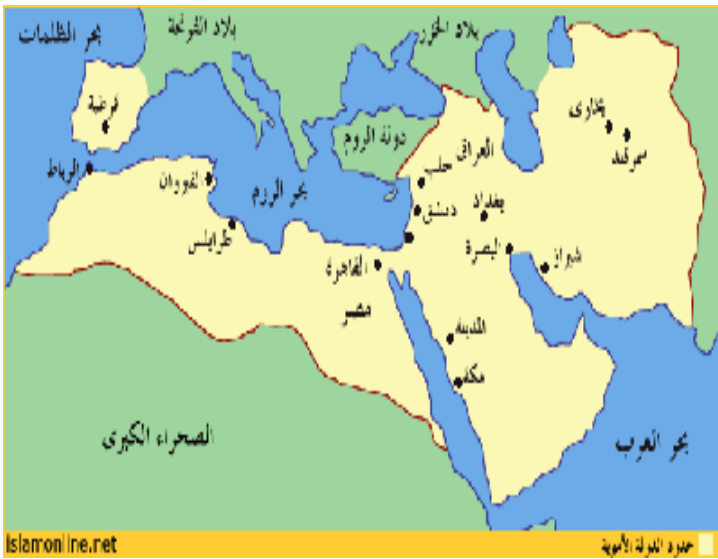 بحر الظلمات
بلاد الفرنجة
بلاد الخزر
قرطبة
دولة الروم
العراق
بخارى
سمرقند
حلب
الرباط
القيروان
بحر الروم
دمشق
بغداد
طرابلس
البصرة
شيراز
القاهرة
مصر
المدينة
مكة
الصحراء الكبرى
بحر العرب
islamonline.net
حدود الدولة الأموية